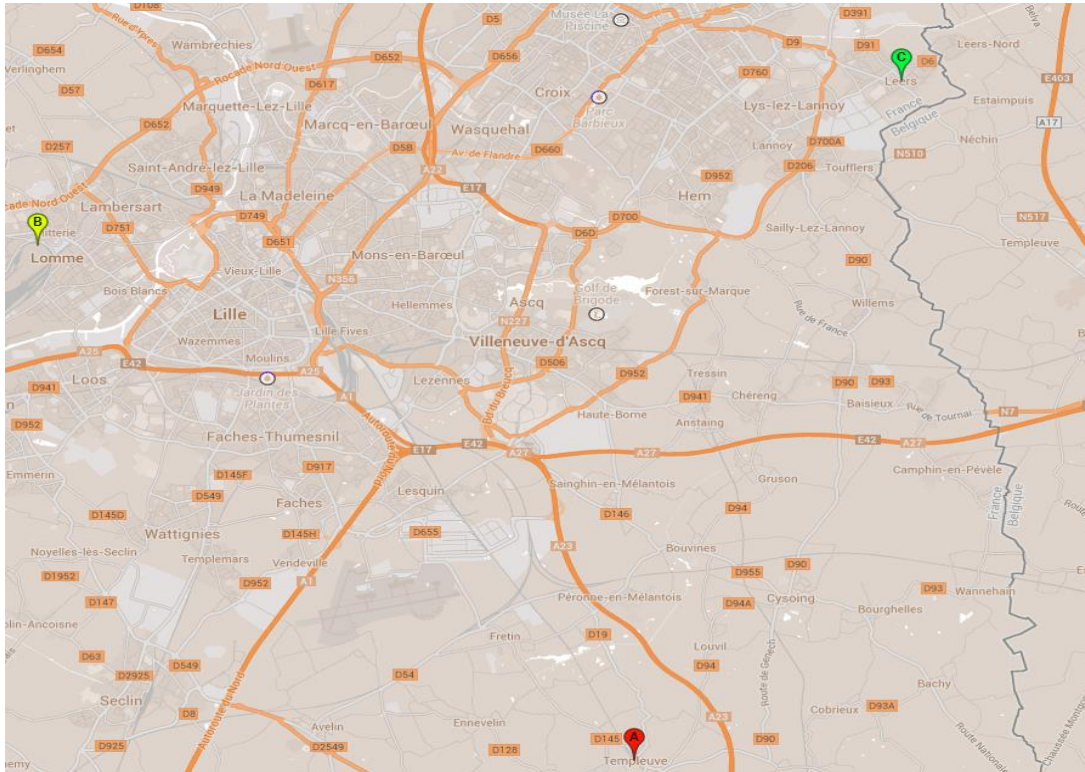 D108
Rue d'Ypres
D654
Wambrechies
Verlinghem
D57
Rocade Nord Ouest
D652
D617
D652
D5
D656
Musée La
Piscine
D9
D391
D91
D6
Leers-Nord
C
Leers
E403
Estaimpuis
A17
Néchin
Croix
Parc
Barbieux
D760
Lys-lez-Lannoy
France
Belgique
Marquette-Lez-Lille
Marcq-en-Barœul
Wasquehal
D257
Saint-André-lez-Lille
D5B
Av. de Flandre
D660
A22
E17
Lannoy
D700A
D206
Toufflers
N510
Rocade Nord Ouest
D949
La Madeleine
D952
Hem
Lambersart
B
Lomme
D751
D749
D651
D700
D6D
Sailly-Lez-Lannoy
N517
Templeuve
Mons-en-Barœul
Vieux-Lille
Bois Blancs
N356
Hellemmes
Ascq
Golf de
Brigode
Forest-sur-Marque
D90
Willems
Rue de France
Lille
Wazemmes
Lille Fives
N227
Villeneuve-d'Ascq
Moulins
A25
E42
Loos
A25
Jardin des
Plantes
A1
Lezennes
D506
Bd du Breucq
D952
Tressin
D941
Chéreng
D90
D93
Baisieux
Rue de Tournai
N7
D941
D952
Faches-Thumesnil
Autoroute du Nord
Haute-Borne
Anstaing
E17
E42
A27
A27
E42
A27
Camphin-en-Pévèle
Emmerin
D145F
D917
D549
Faches
Lesquin
Sainghin-en-Mélantois
Gruson
France
Belgique
D145D
Wattignies
D145H
D655
D146
D94
Noyelles-lès-Seclin
Templemars
Vendeville
A23
Bouvines
D1952
D952
A1
D955
D90
D93
Wannehain
D147
Péronne-en-Mélantois
D94A
Cysoing
Bourghelles
Fretin
D19
D63
D549
D2925
D54
Louvil
D94
Route de Genech
Bachy
Seclin
Autoroute du Nord
D8
Avelin
Ennevelin
A23
Cobrieux
D93A
Route Nationale
D925
D2549
D128
D145
A
Templeuve
D90